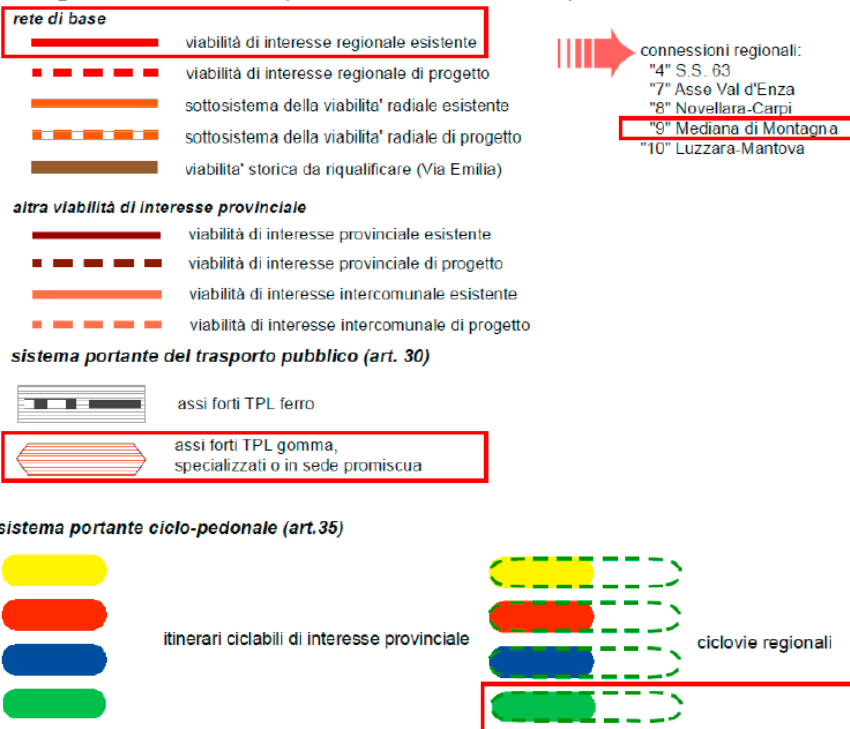 rete di base
viabilità di interesse regionale esistente
viabilità di interesse regionale di progetto
sottosistema della viabilita' radiale esistente
sottosistema della viabilita' radiale di progetto
viabilita' storica da riqualificare (Via Emilia)
connessioni regionali:
"4" S.S. 63
"7" Asse Val d'Enza
"8" Novellara-Carpi
"9" Mediana di Montagna
"10" Luzzara-Mantova
altra viabilità di interesse provinciale
viabilità di interesse provinciale esistente
viabilità di interesse provinciale di progetto
viabilità di interesse intercomunale esistente
viabilità di interesse intercomunale di progetto
sistema portante del trasporto pubblico (art. 30)
assi forti TPL ferro
assi forti TPL gomma,
specializzati o in sede promiscua
sistema portante ciclo-pedonale (art.35)
itinerari ciclabili di interesse provinciale
ciclovie regionali